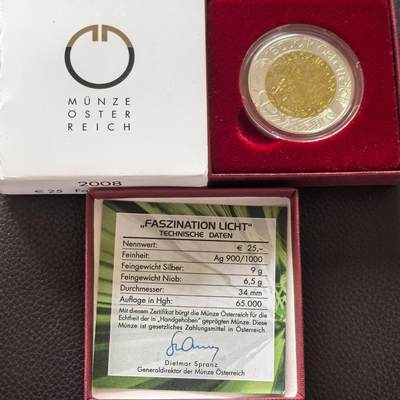 MÜNZE
ÖSTER
REICH
2008
€ 25
„FASZINATION LICHT"
TECHNISCHE DATEN
Nennwert: € 25,–
Feinheit: Ag 900/1000
Feingewicht Silber: 9 g
Feingewicht Niob: 6,5 g
Durchmesser: 34 mm
Auflage in Hgh: 65.000
Mit diesem Zertifikat bürgt die Münze Österreich für die
Echtheit der in „Handgehoben" geprägten Münze. Diese
Münze ist gesetzliches Zahlungsmittel in Österreich.
Dietmar Spranz
Generaldirektor der Münze Österreich